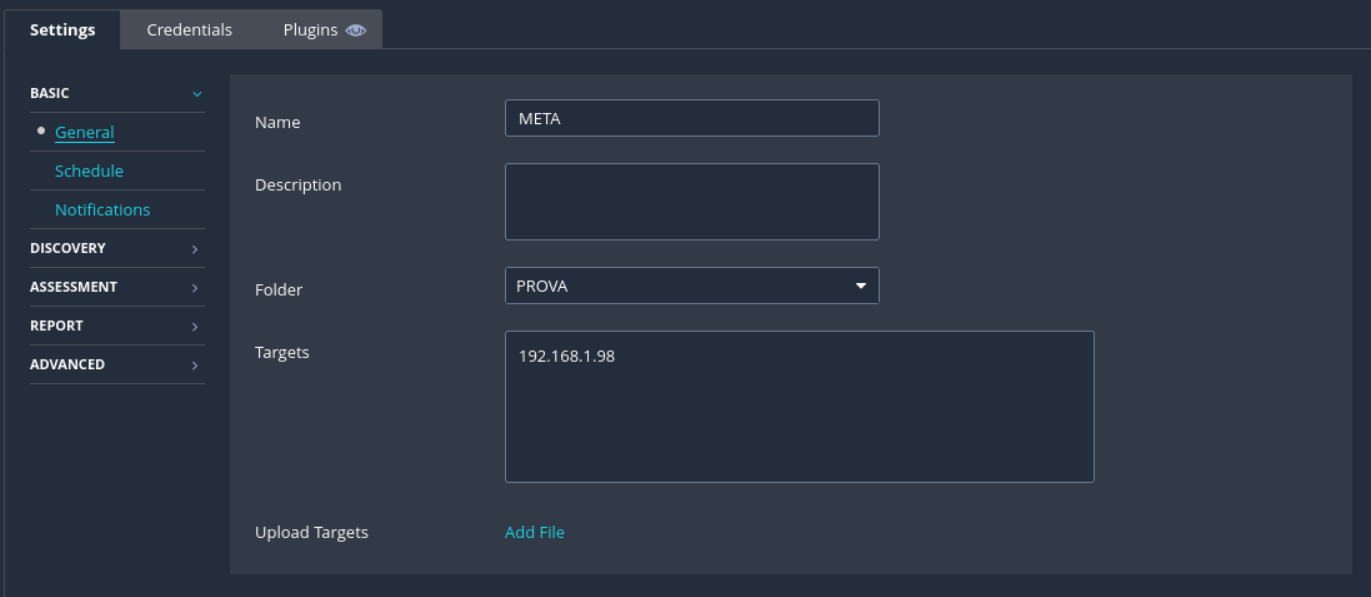 Settings Credentials Plugins
BASIC
General
Schedule
Notifications
DISCOVERY
ASSESSMENT
REPORT
ADVANCED
Name META
Description
Folder PROVA
Targets 192.168.1.98
Upload Targets Add File